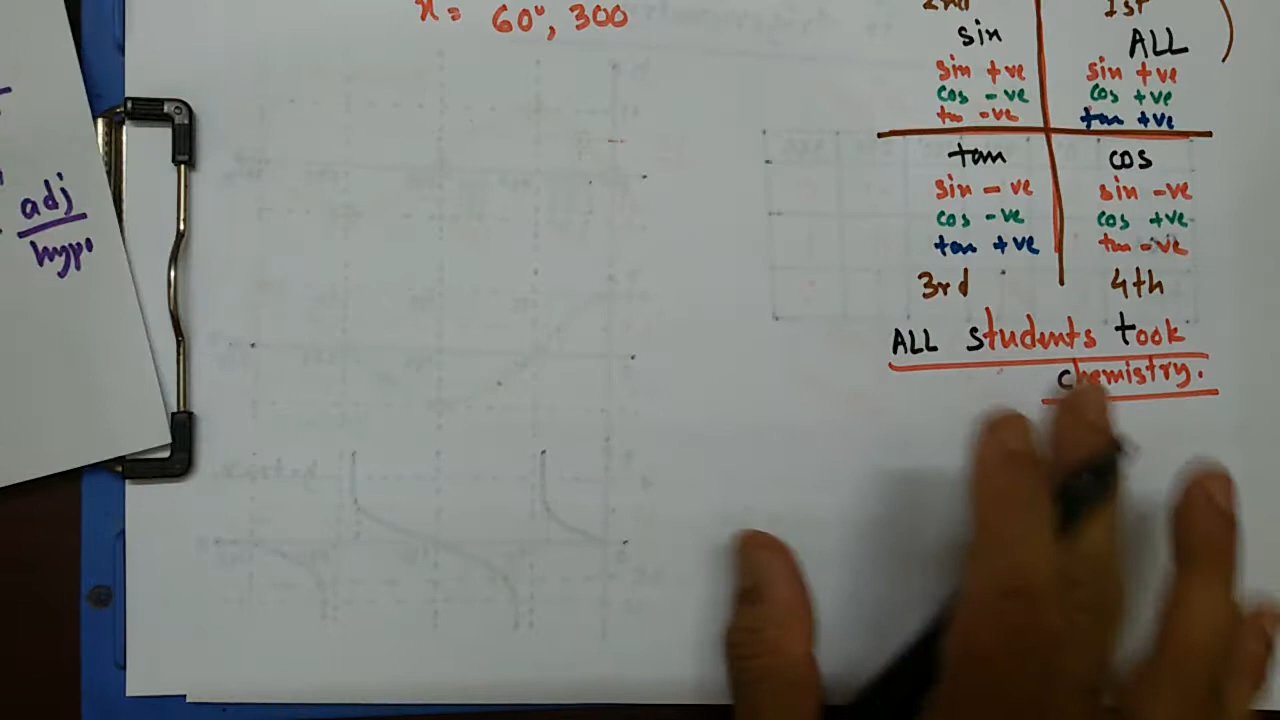 x = 60°, 300
2nd 1st
sin ALL
sin +ve sin +ve
cos -ve cos +ve
tan -ve tan +ve
tan cos
sin -ve sin -ve
cos -ve cos +ve
tan +ve tan -ve
3rd 4th
ALL students took
chemistry.
adj
hypo